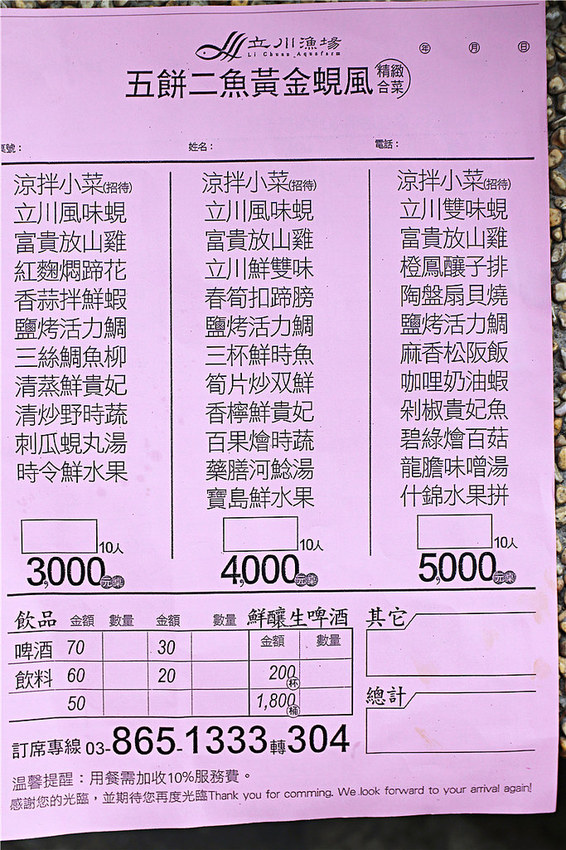 立川漁場
Li Chuan Aquafarm
年 月 日
五餅二魚黃金蜆風 精緻合菜
桌號： 姓名： 電話：
涼拌小菜(招待)
立川風味蜆
富貴放山雞
紅麴燜蹄花
香蒜拌鮮蝦
鹽烤活力鯛
三絲鯛魚柳
清蒸鮮貴妃
清炒野時蔬
刺瓜蜆丸湯
時令鮮水果
10人
3,000元/桌
涼拌小菜(招待)
立川風味蜆
富貴放山雞
立川鮮雙味
春筍扣蹄膀
鹽烤活力鯛
三杯鮮時魚
筍片炒双鮮
香檸鮮貴妃
百果燴時蔬
藥膳河鯰湯
寶島鮮水果
10人
4,000元/桌
涼拌小菜(招待)
立川雙味蜆
富貴放山雞
橙鳳釀子排
陶盤扇貝燒
鹽烤活力鯛
麻香松阪飯
咖哩奶油蝦
剁椒貴妃魚
碧綠燴百菇
龍膽味噌湯
什錦水果拼
10人
5,000元/桌
飲品 金額 數量 金額 數量
啤酒 70 30
飲料 60 20
50
鮮釀生啤酒
金額 數量
200杯
1,800桶
其它
總計
訂席專線 03-865-1333轉304
温馨提醒：用餐需加收10%服務費。
感謝您的光臨，並期待您再度光臨Thank you for comming. We look forward to your arrival again!